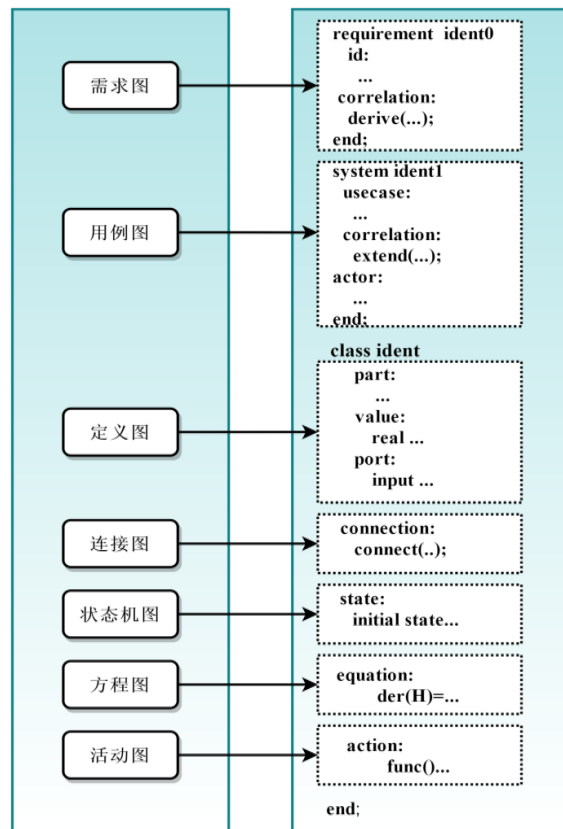 需求图
requirement ident0
id:
...
correlation:
derive(...);
end;
用例图
system ident1
usecase:
...
correlation:
extend(...);
actor:
...
end;
class ident
定义图
part:
...
value:
real ...
port:
input ...
连接图
connection:
connect(..);
状态机图
state:
initial state...
方程图
equation:
der(H)=...
活动图
action:
func()...
end;